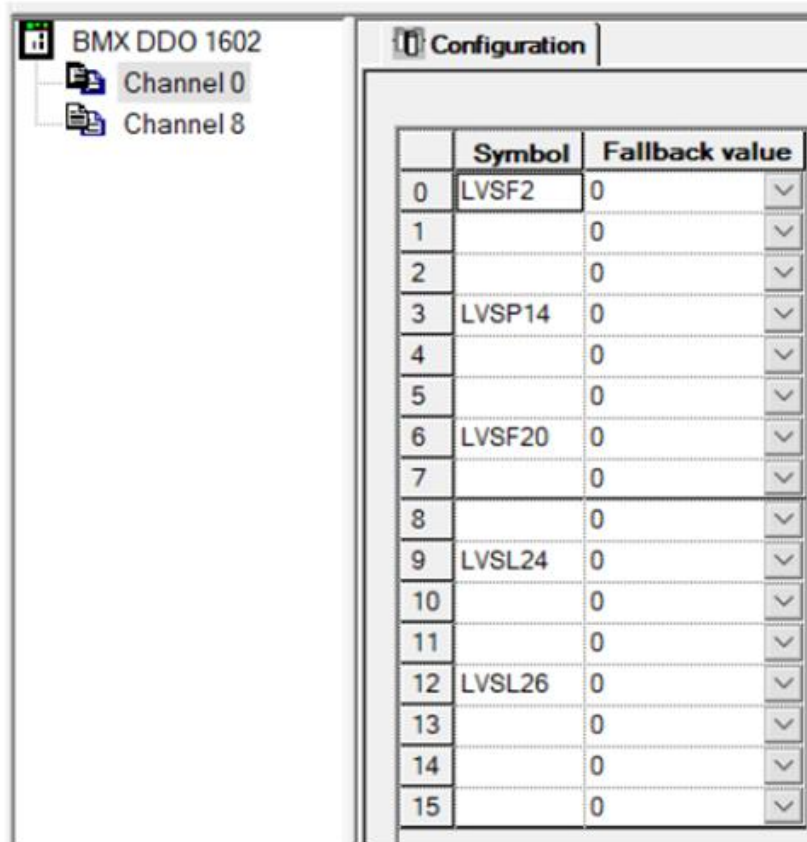 BMX DDO 1602
Channel 0
Channel 8
Configuration
Symbol Fallback value
0 LVSF2 0
1 0
2 0
3 LVSP14 0
4 0
5 0
6 LVSF20 0
7 0
8 0
9 LVSL24 0
10 0
11 0
12 LVSL26 0
13 0
14 0
15 0